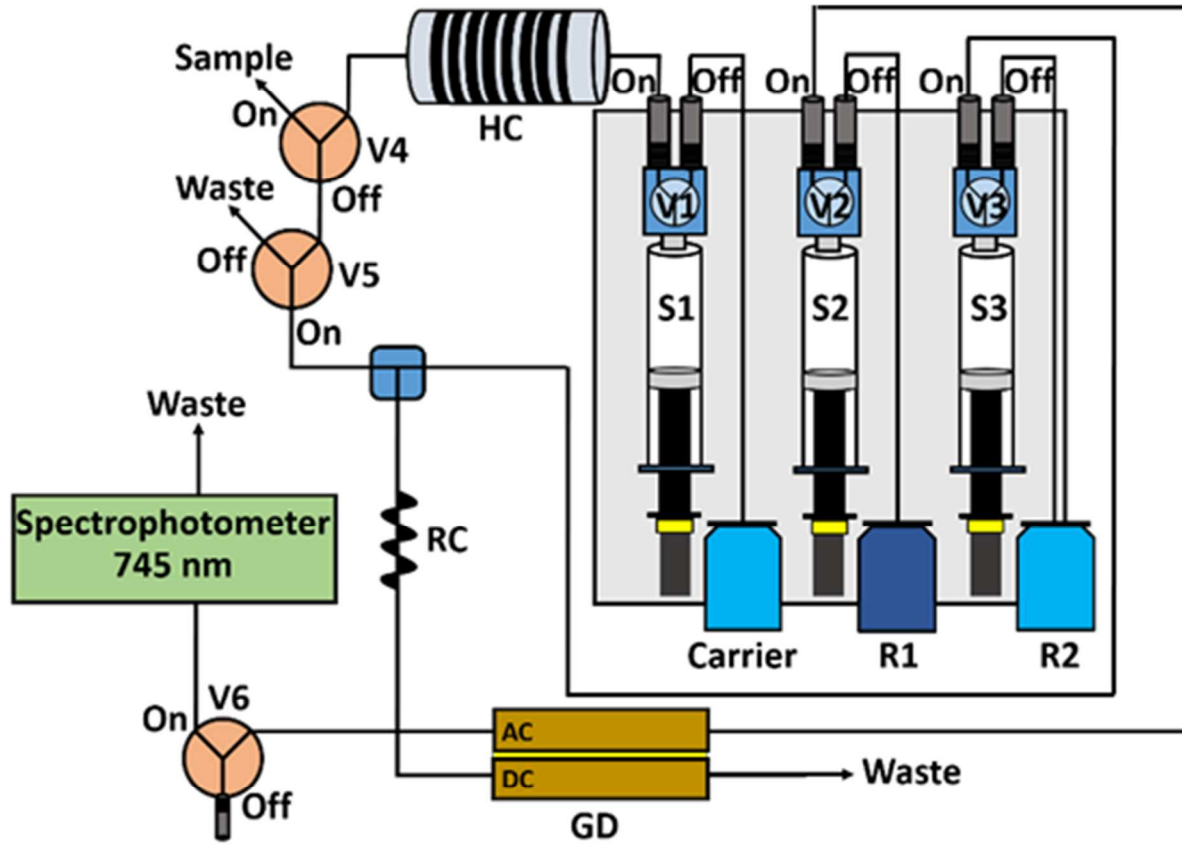 Sample
On
V4
HC
On
Off
On
Off
On
Off
Waste
Off
Off
V5
On
V1
V2
V3
S1
S2
S3
Waste
Spectrophotometer
745 nm
RC
Carrier
R1
R2
V6
On
Off
AC
DC
Waste
GD